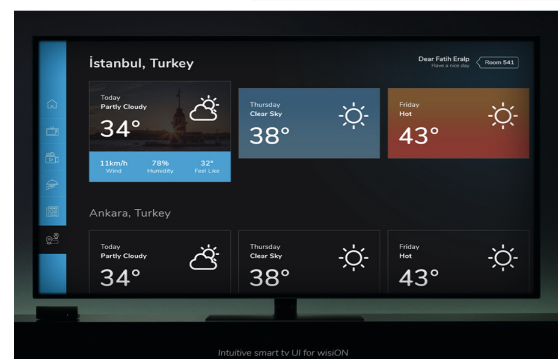 İstanbul, Turkey
Dear Fatih Eralp
Have a nice day
Room 541
Today
Partly Cloudy
34°
11km/h
Wind
78%
Humidity
32°
Feel Like
Thursday
Clear Sky
38°
Friday
Hot
43°
Ankara, Turkey
Today
Partly Cloudy
34°
Thursday
Clear Sky
38°
Friday
Hot
43°
Intuitive smart tv UI for wisiON